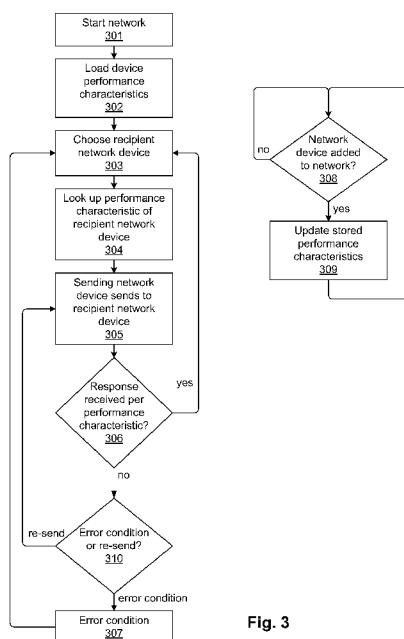 Start network
301
Load device
performance
characteristics
302
Choose recipient
network device
303
Look up performance
characteristic of
recipient network
device
304
Sending network
device sends to
recipient network
device
305
Response
received per
performance
characteristic?
306
yes
no
re-send
Error condition
or re-send?
310
error condition
Error condition
307
no
Network
device added
to network?
308
yes
Update stored
performance
characteristics
309
Fig. 3